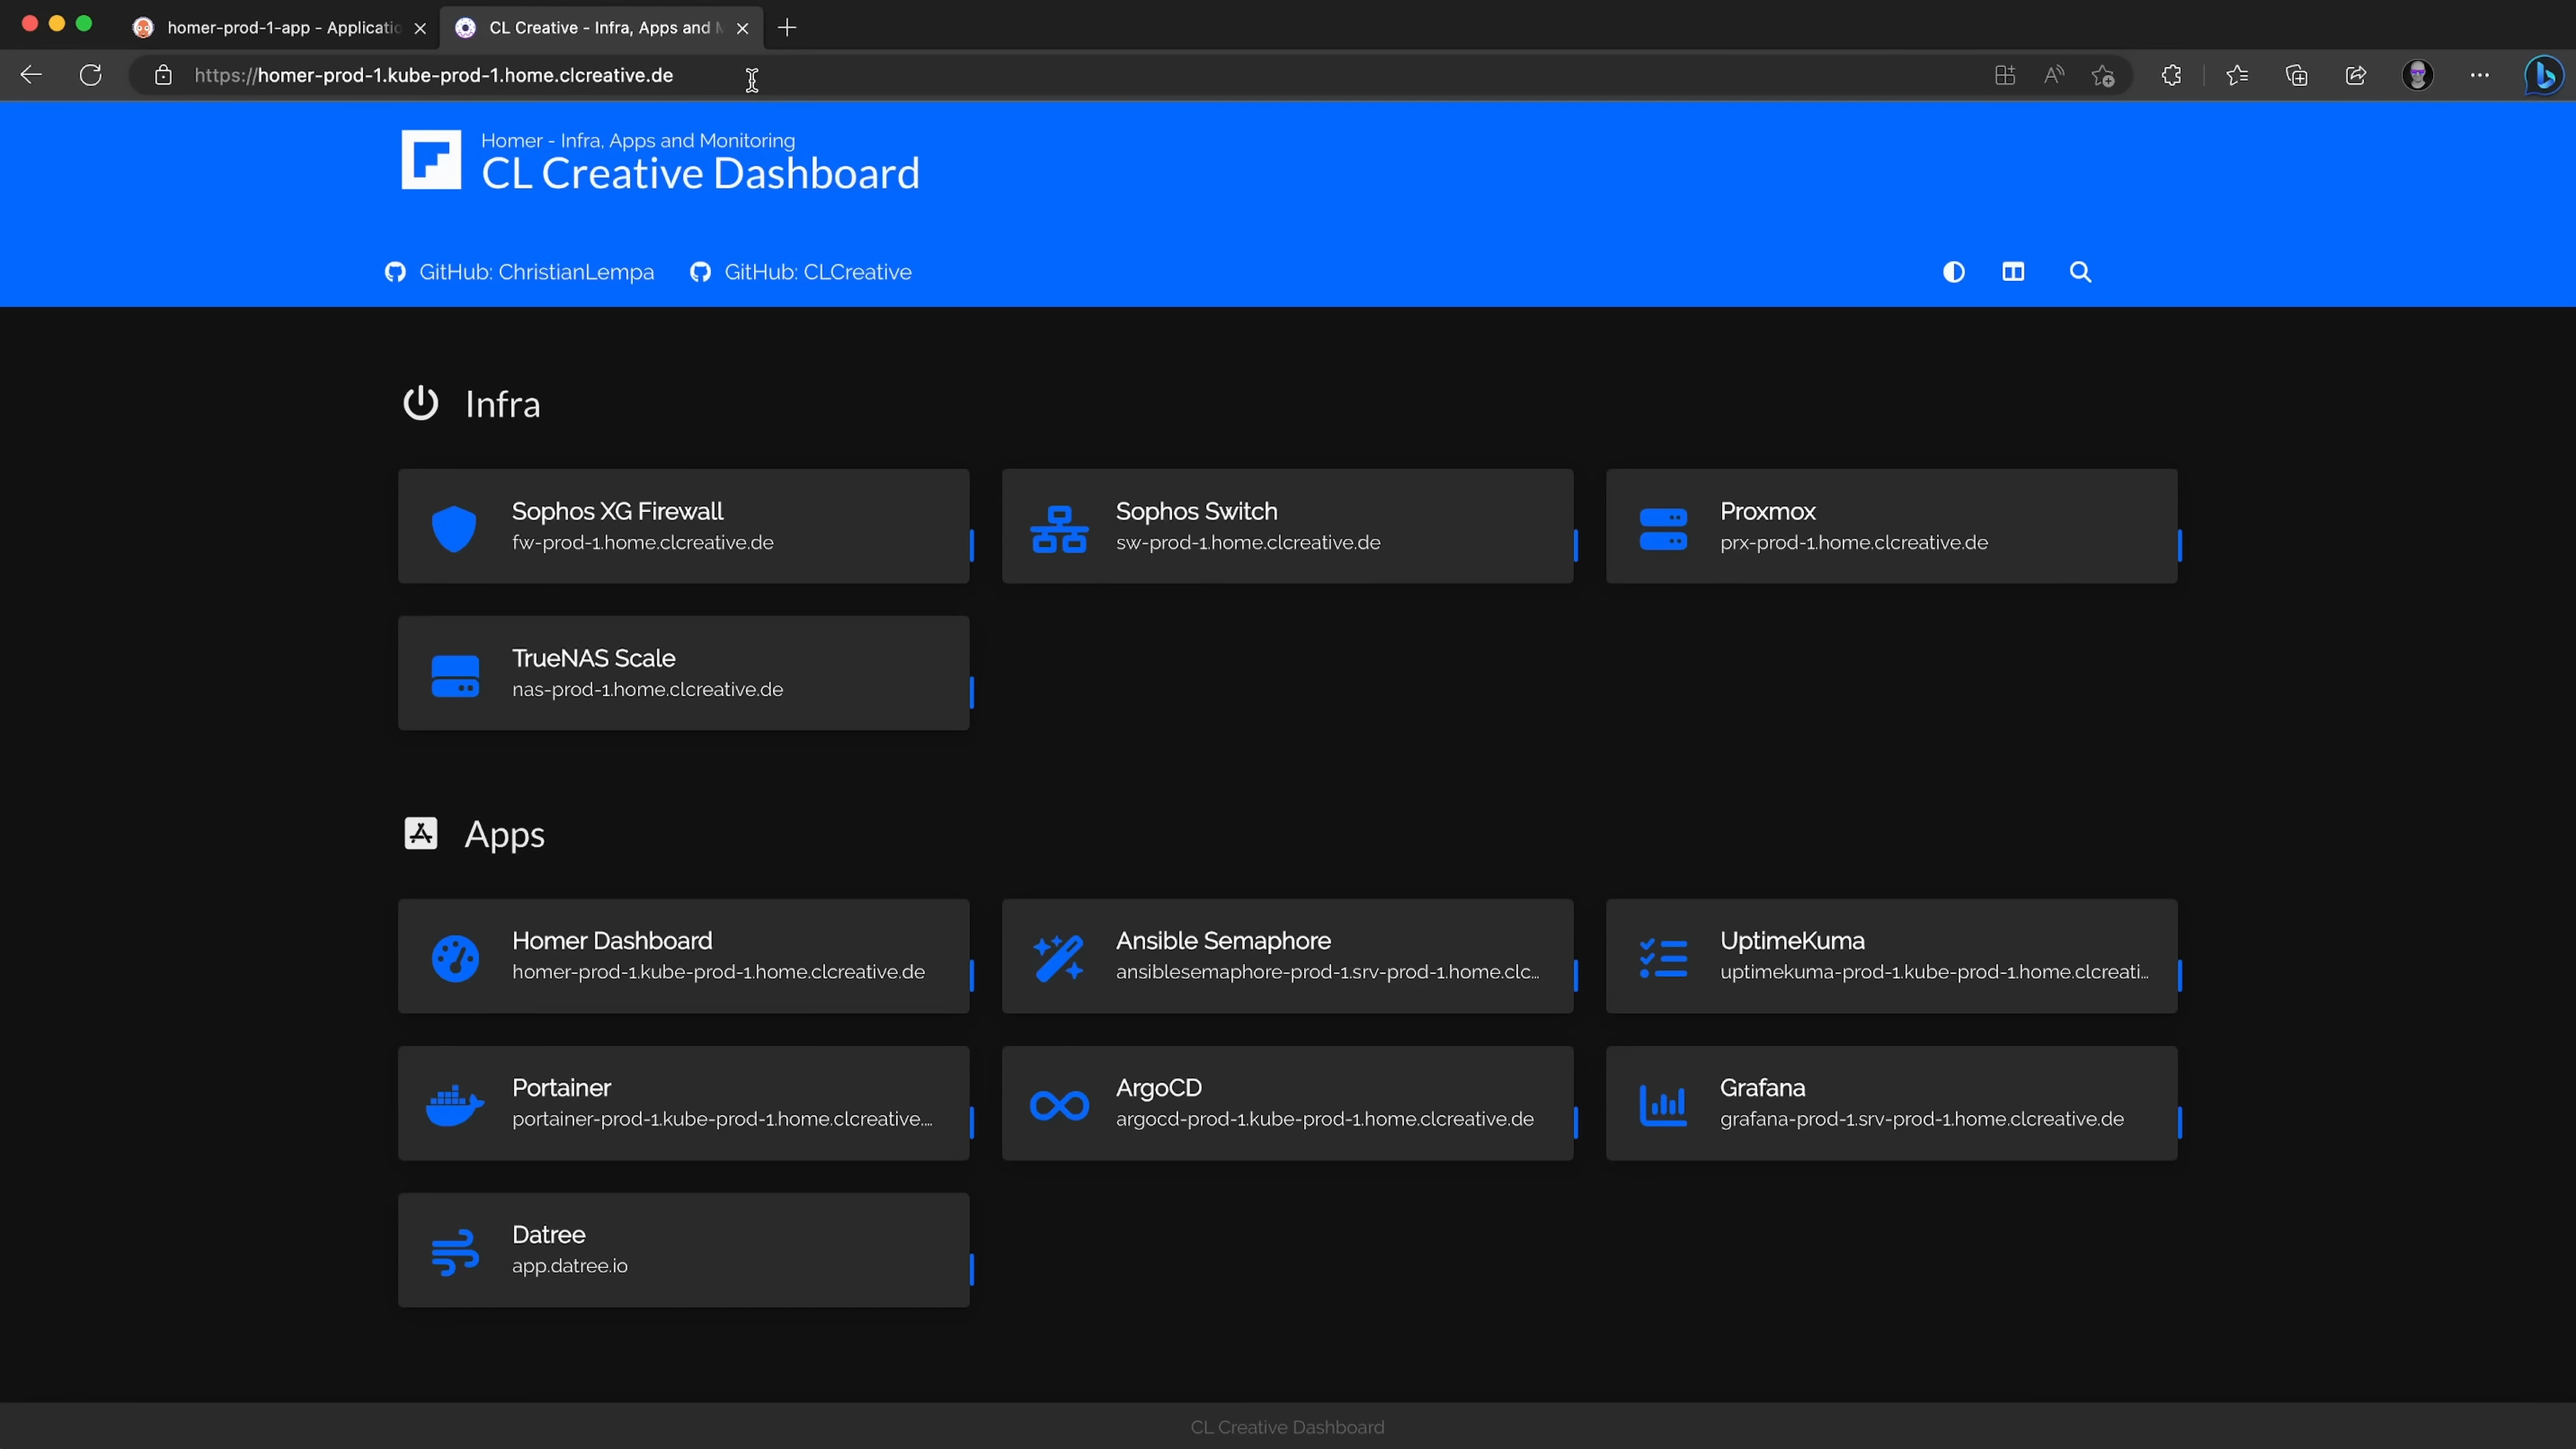 homer-prod-1-app - Applicatio
CL Creative - Infra, Apps and M
https://homer-prod-1.kube-prod-1.home.clcreative.de
Homer - Infra, Apps and Monitoring
CL Creative Dashboard
GitHub: ChristianLempa
GitHub: CLCreative
Infra
Sophos XG Firewall
fw-prod-1.home.clcreative.de
Sophos Switch
sw-prod-1.home.clcreative.de
Proxmox
prx-prod-1.home.clcreative.de
TrueNAS Scale
nas-prod-1.home.clcreative.de
Apps
Homer Dashboard
homer-prod-1.kube-prod-1.home.clcreative.de
Ansible Semaphore
ansiblesemaphore-prod-1.srv-prod-1.home.clc...
UptimeKuma
uptimekuma-prod-1.kube-prod-1.home.clcreati...
Portainer
portainer-prod-1.kube-prod-1.home.clcreative....
ArgoCD
argocd-prod-1.kube-prod-1.home.clcreative.de
Grafana
grafana-prod-1.srv-prod-1.home.clcreative.de
Datree
app.datree.io
CL Creative Dashboard